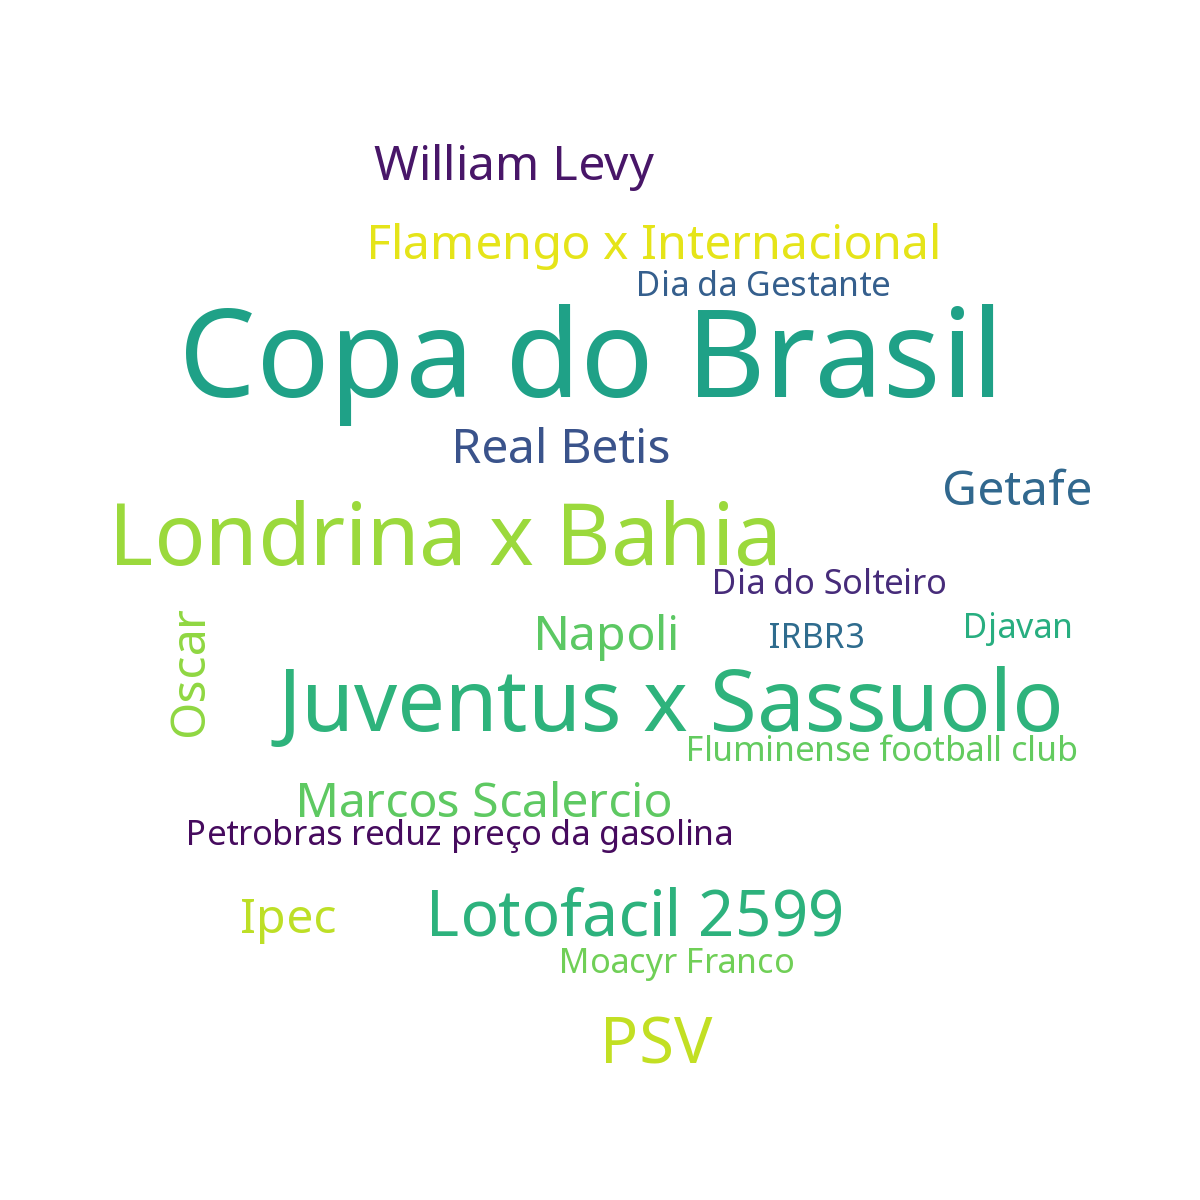 William Levy
Flamengo x Internacional
Dia da Gestante
Copa do Brasil
Real Betis
Getafe
Londrina x Bahia
Dia do Solteiro
Djavan
Napoli
IRBR3
Oscar
Juventus x Sassuolo
Fluminense football club
Marcos Scalercio
Petrobras reduz preço da gasolina
Ipec
Lotofacil 2599
Moacyr Franco
PSV